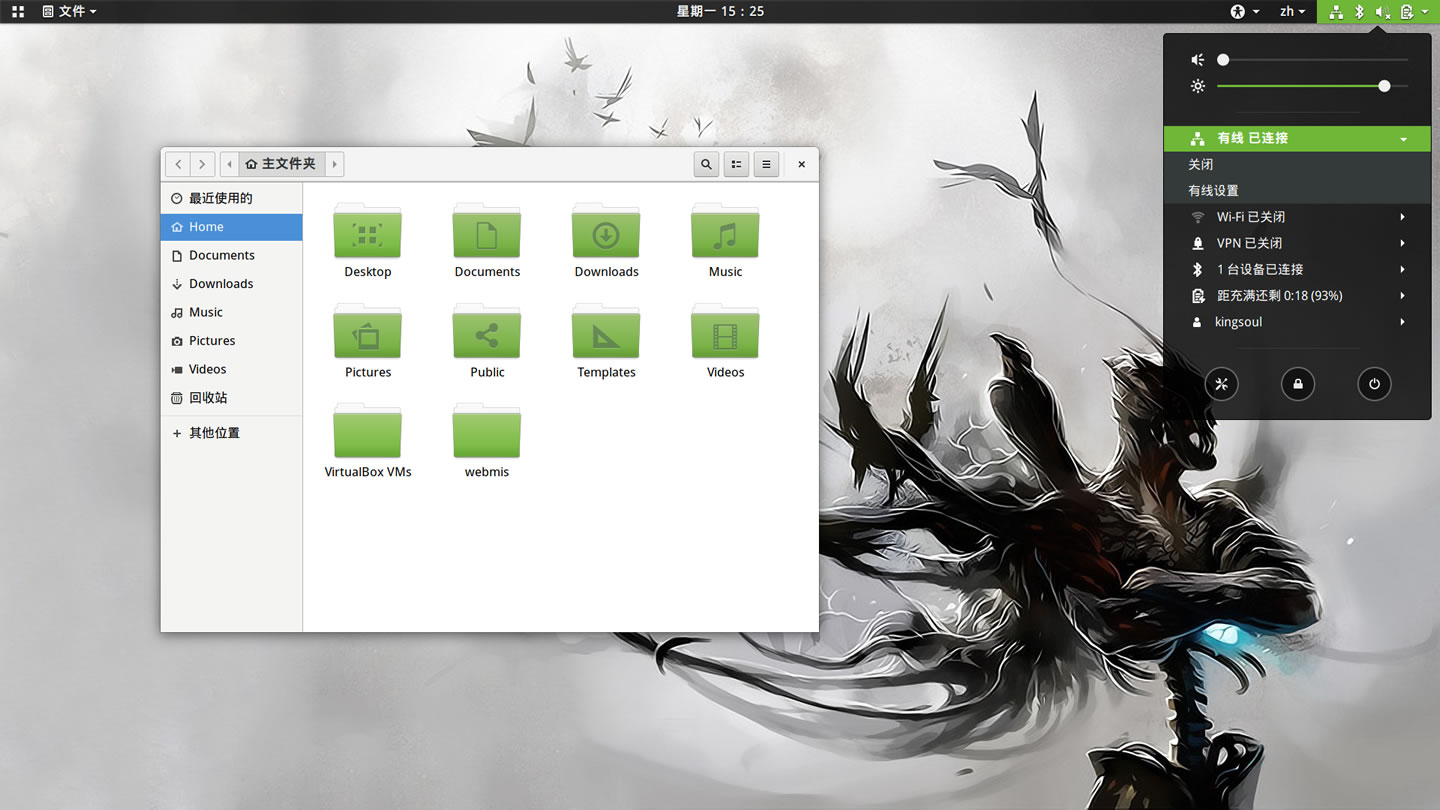 文件
星期一 15：25
zh
主文件夹
最近使用的
Home
Documents
Downloads
Music
Pictures
Videos
回收站
其他位置
Desktop
Documents
Downloads
Music
Pictures
Public
Templates
Videos
VirtualBox VMs
webmis
有线 已连接
关闭
有线设置
Wi-Fi 已关闭
VPN 已关闭
1 台设备已连接
距充满还剩 0:18 (93%)
kingsoul